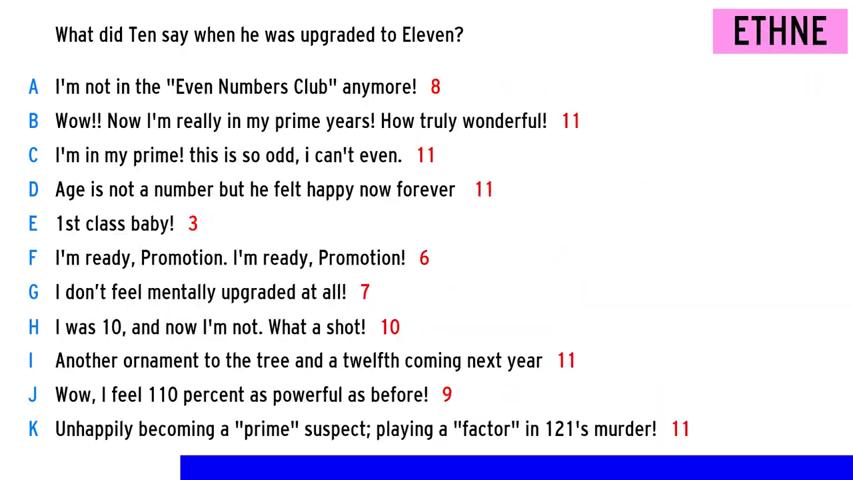 What did Ten say when he was upgraded to Eleven?
ETHNE
A I'm not in the "Even Numbers Club" anymore! 8
B Wow!! Now I'm really in my prime years! How truly wonderful! 11
C I'm in my prime! this is so odd, i can't even. 11
D Age is not a number but he felt happy now forever 11
E 1st class baby! 3
F I'm ready, Promotion. I'm ready, Promotion! 6
G I don’t feel mentally upgraded at all! 7
H I was 10, and now I'm not. What a shot! 10
I Another ornament to the tree and a twelfth coming next year 11
J Wow, I feel 110 percent as powerful as before! 9
K Unhappily becoming a "prime" suspect; playing a "factor" in 121's murder! 11